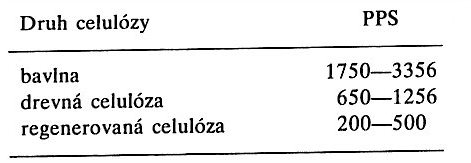 Druh celulózy PPS
bavlna 1750—3356
drevná celulóza 650—1256
regenerovaná celulóza 200—500